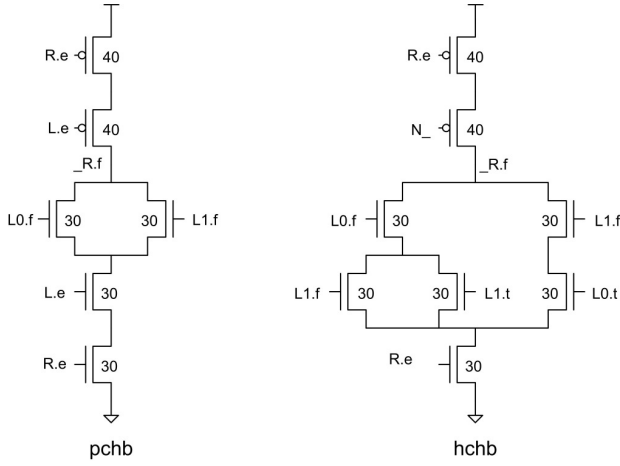 R.e 40
L.e 40
_R.f
L0.f 30 30 L1.f
L.e 30
R.e 30
pchb
R.e 40
N_ 40
_R.f
L0.f 30 30 L1.f
L1.f 30 30 L1.t 30 L0.t
R.e 30
hchb